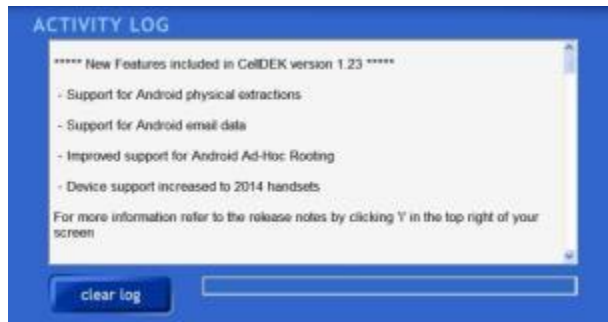 ACTIVITY LOG
***** New Features included in CellDEK version 1.23 *****
- Support for Android physical extractions
- Support for Android email data
- Improved support for Android Ad-Hoc Rooting
- Device support increased to 2014 handsets
For more information refer to the release notes by clicking 'i' in the top right of your
screen
clear log